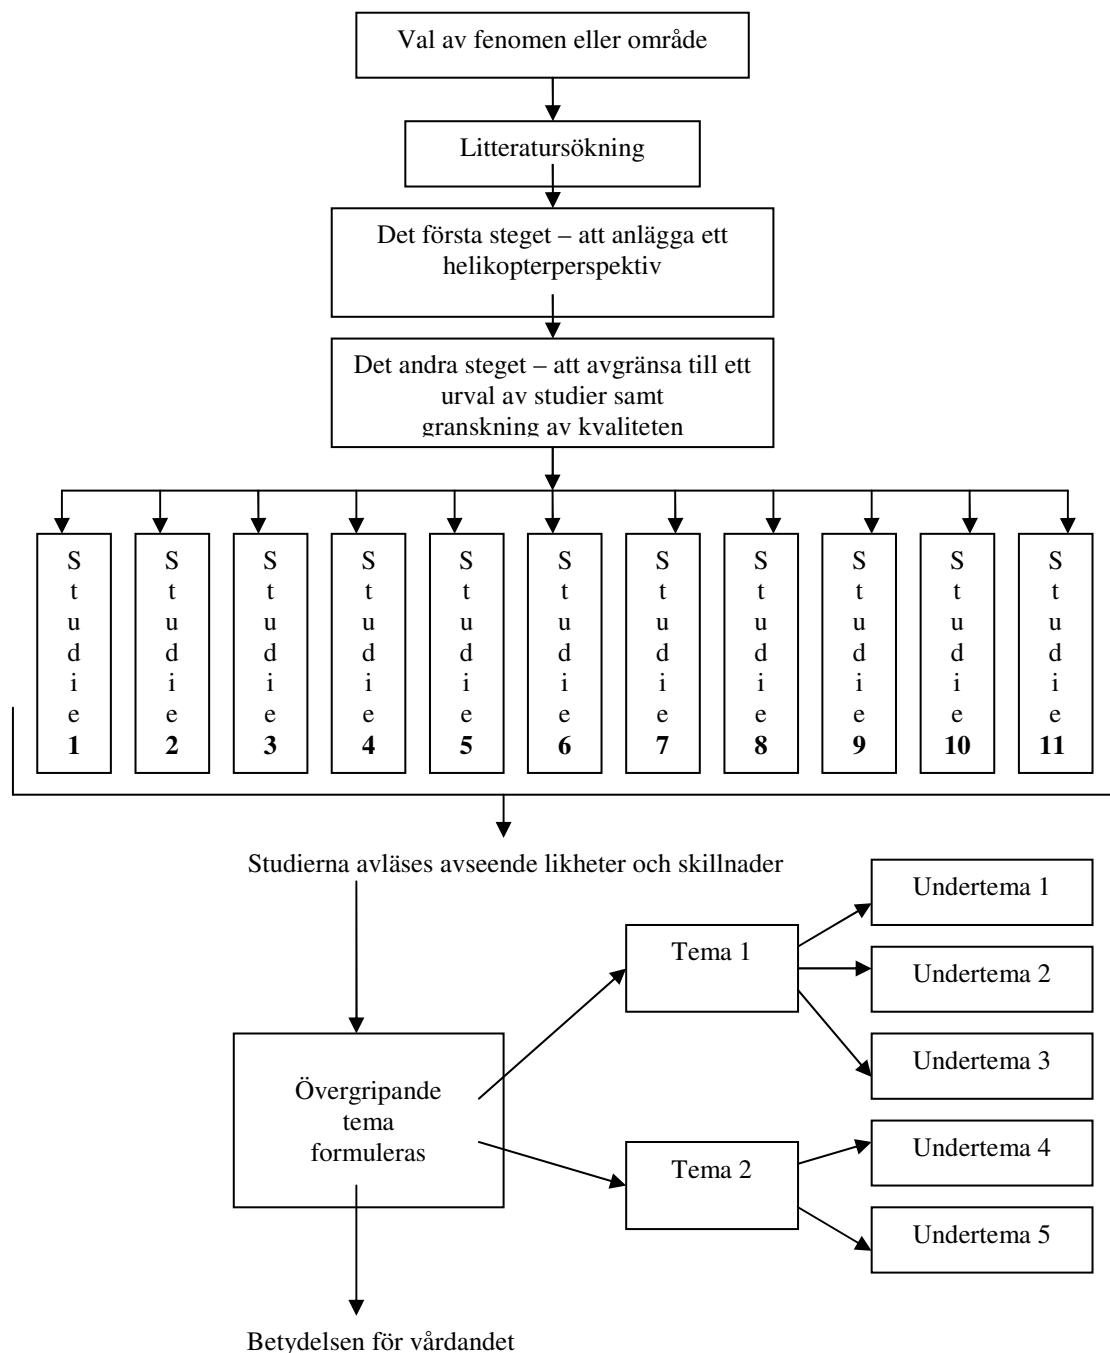 Val av fenomen eller område
Litteratursökning
Det första steget – att anlägga ett
helikopterperspektiv
Det andra steget – att avgränsa till ett
urval av studier samt
granskning av kvaliteten
Studie 1
Studie 2
Studie 3
Studie 4
Studie 5
Studie 6
Studie 7
Studie 8
Studie 9
Studie 10
Studie 11
Studierna avläses avseende likheter och skillnader
Undertema 1
Tema 1
Undertema 2
Undertema 3
Övergripande
tema
formuleras
Undertema 4
Tema 2
Undertema 5
Betydelsen för vårdandet